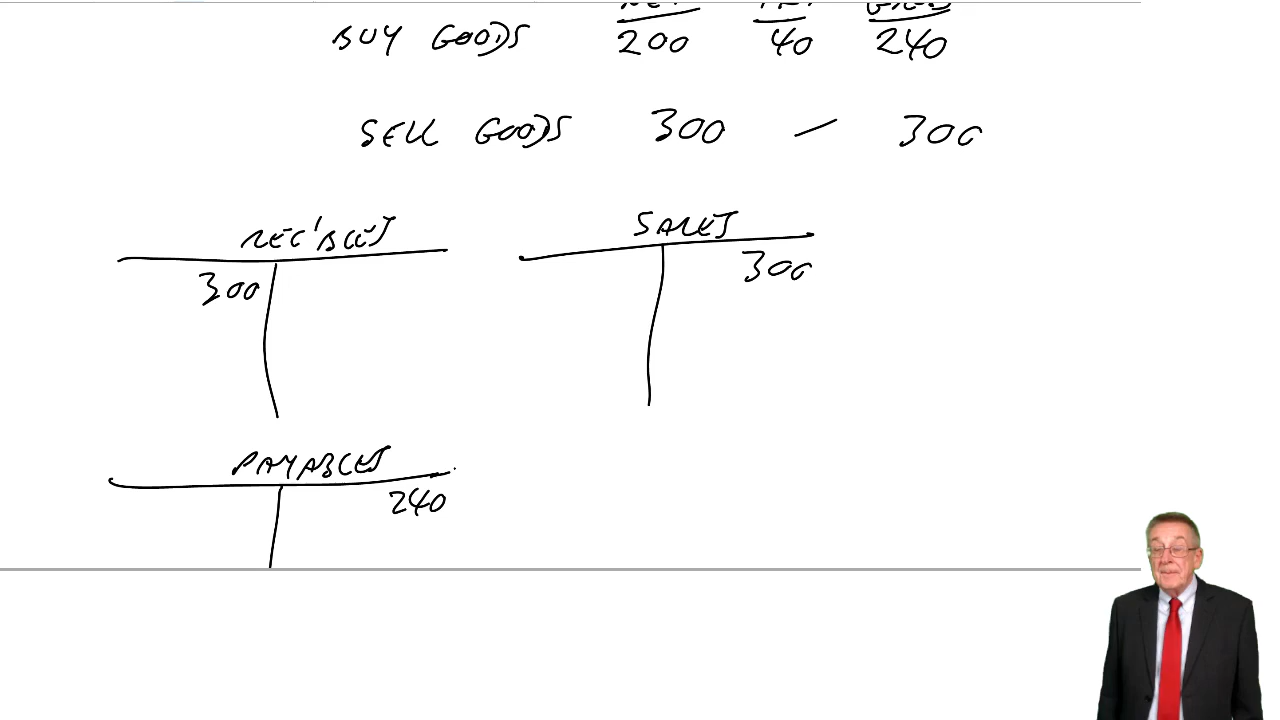 BUY GOODS 200 40 240
SELL GOODS 300 — 300
REC'BLES SALES
300 300
PAYABLES
240